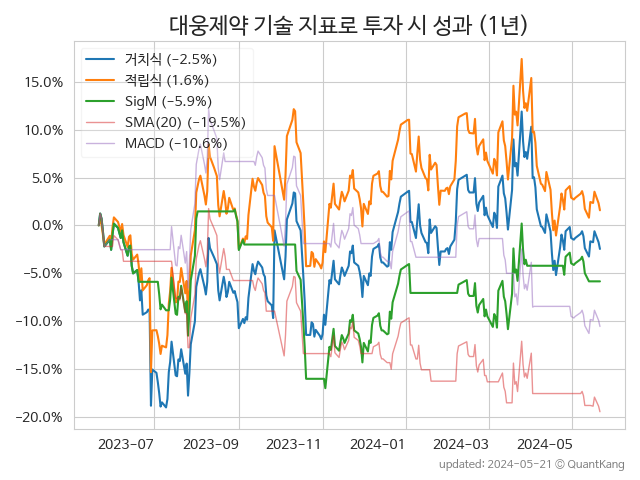 대웅제약 기술 지표로 투자 시 성과 (1년)
거치식 (−2.5%)
적립식 (1.6%)
SigM (−5.9%)
SMA(20) (−19.5%)
MACD (−10.6%)
15.0%
10.0%
5.0%
0.0%
−5.0%
−10.0%
−15.0%
−20.0%
2023−07 2023−09 2023−11 2024−01 2024−03 2024−05
updated: 2024−05−21 © QuantKang